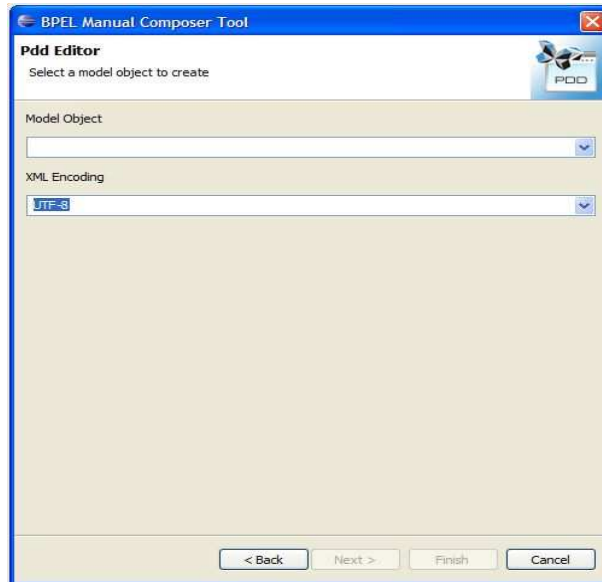 BPEL Manual Composer Tool
Pdd Editor
Select a model object to create
PDD
Model Object
XML Encoding
UTF-8
< Back Next > Finish Cancel